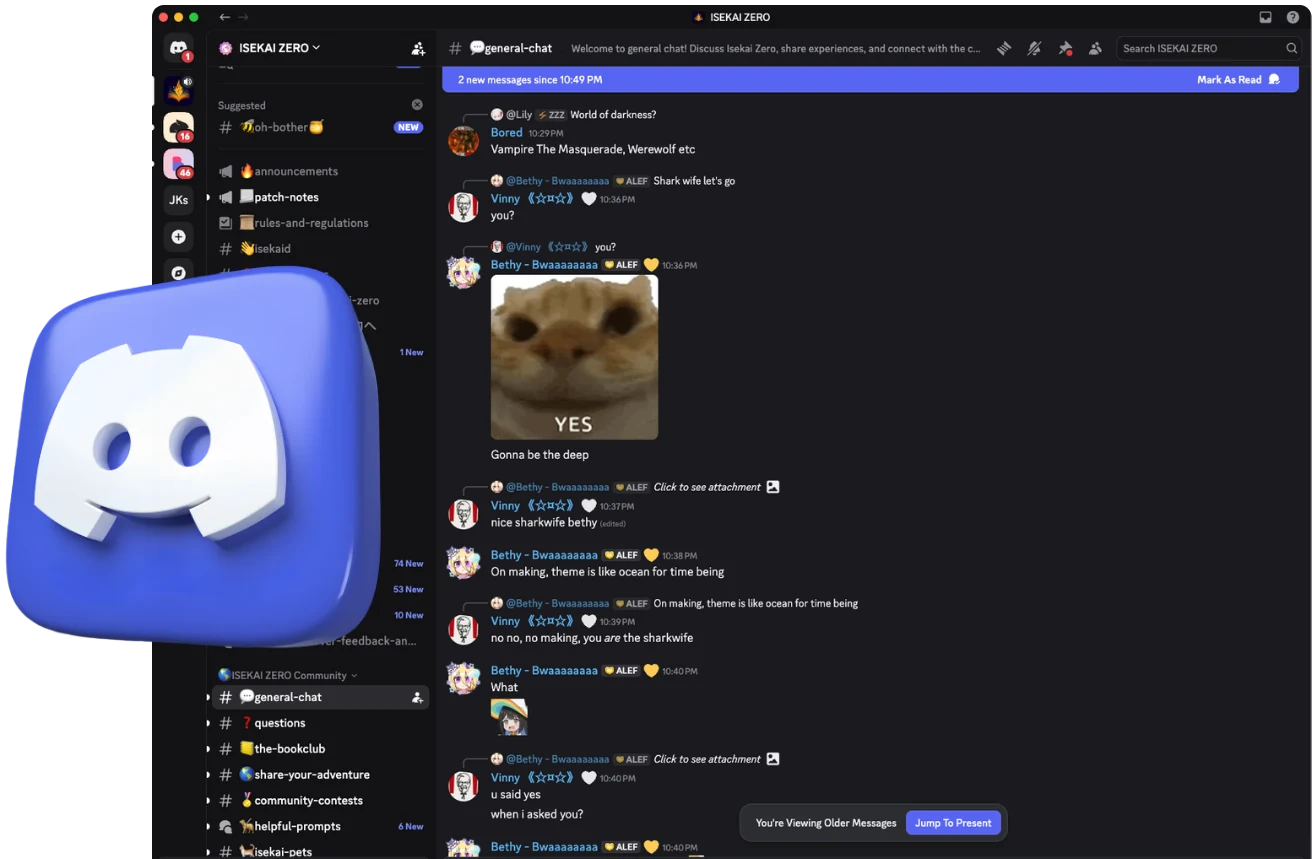 ISEKAI ZERO
1
16
46
JKs
ISEKAI ZERO
Suggested
# 🐝oh-bother🍯 NEW
🔥announcements
patch-notes
rules-and-regulations
# 👋isekaid
i-zero
1 New
74 New
53 New
10 New
er-feedback-an...
🌎ISEKAI ZERO Community
# 💬general-chat
# ❓questions
# the-bookclub
# 🌎share-your-adventure
# 🏅community-contests
helpful-prompts 6 New
# isekai-pets
# 💬general-chat Welcome to general chat! Discuss Isekai Zero, share experiences, and connect with the c...
Search ISEKAI ZERO
2 new messages since 10:49 PM Mark As Read
@Lily ⚡ZZZ World of darkness?
Bored 10:29 PM
Vampire The Masquerade, Werewolf etc
@Bethy - Bwaaaaaaaa ALEF Shark wife let's go
Vinny 《☆¤☆》 10:36 PM
you?
@Vinny 《☆¤☆》 you?
Bethy - Bwaaaaaaaa ALEF 10:36 PM
YES
Gonna be the deep
@Bethy - Bwaaaaaaaa ALEF Click to see attachment
Vinny 《☆¤☆》 10:37 PM
nice sharkwife bethy (edited)
Bethy - Bwaaaaaaaa ALEF 10:38 PM
On making, theme is like ocean for time being
@Bethy - Bwaaaaaaaa ALEF On making, theme is like ocean for time being
Vinny 《☆¤☆》 10:39 PM
no no, no making, you are the sharkwife
Bethy - Bwaaaaaaaa ALEF 10:40 PM
What
@Bethy - Bwaaaaaaaa ALEF Click to see attachment
Vinny 《☆¤☆》 10:40 PM
u said yes
when i asked you?
Bethy - Bwaaaaaaaa ALEF 10:40 PM
You're Viewing Older Messages Jump To Present